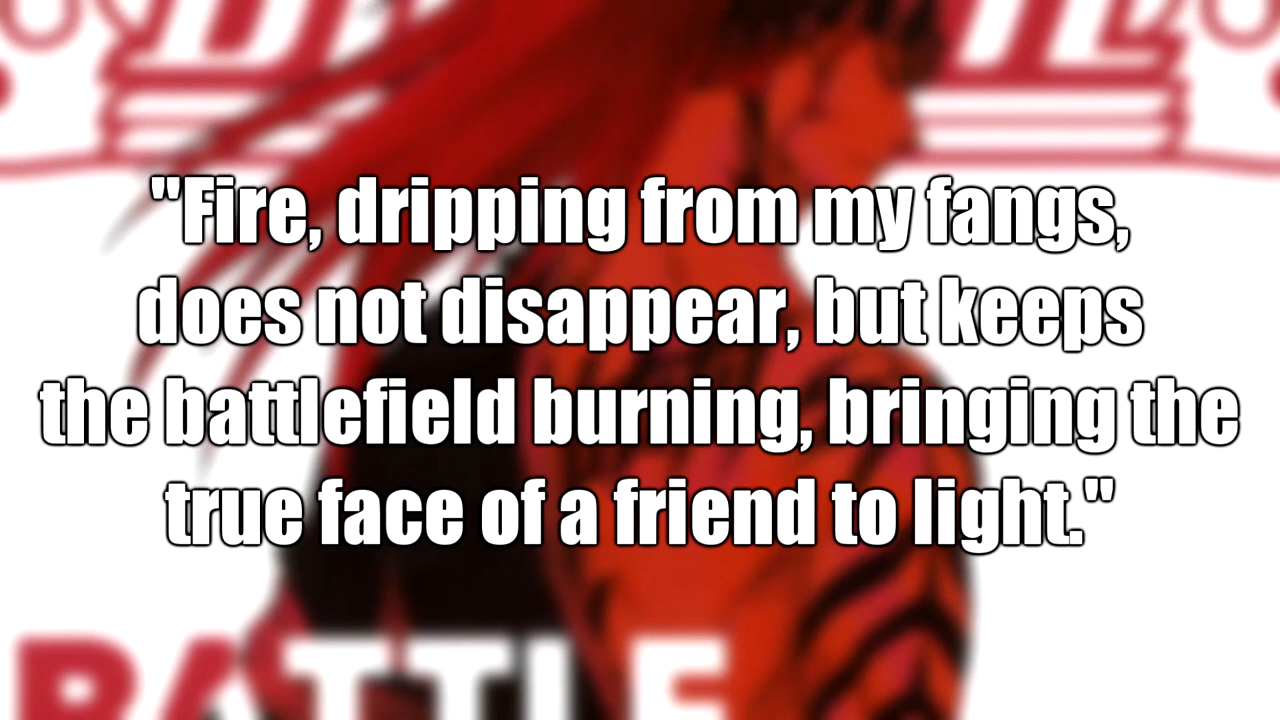 "Fire, dripping from my fangs,
does not disappear, but keeps
the battlefield burning, bringing the
true face of a friend to light."
BATTLE